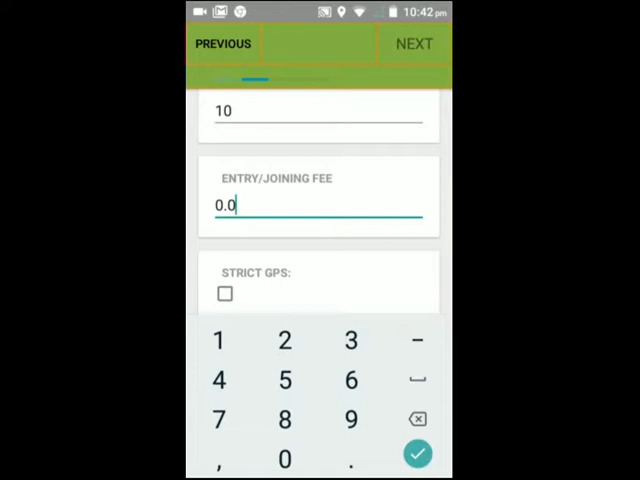 10:42 pm
PREVIOUS
NEXT
10
ENTRY/JOINING FEE
0.0
STRICT GPS:
1 2 3 -
4 5 6
7 8 9
, 0 .